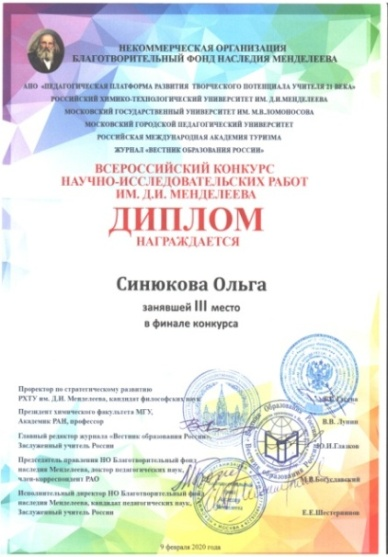 НЕКОММЕРЧЕСКАЯ ОРГАНИЗАЦИЯ
БЛАГОТВОРИТЕЛЬНЫЙ ФОНД НАСЛЕДИЯ МЕНДЕЛЕЕВА
АПО «ПЕДАГОГИЧЕСКАЯ ПЛАТФОРМА РАЗВИТИЯ ТВОРЧЕСКОГО ПОТЕНЦИАЛА УЧИТЕЛЯ 21 ВЕКА»
РОССИЙСКИЙ ХИМИКО-ТЕХНОЛОГИЧЕСКИЙ УНИВЕРСИТЕТ ИМ. Д.И.МЕНДЕЛЕЕВА
МОСКОВСКИЙ ГОСУДАРСТВЕННЫЙ УНИВЕРСИТЕТ ИМ. М.В.ЛОМОНОСОВА
МОСКОВСКИЙ ГОРОДСКОЙ ПЕДАГОГИЧЕСКИЙ УНИВЕРСИТЕТ
РОССИЙСКАЯ МЕЖДУНАРОДНАЯ АКАДЕМИЯ ТУРИЗМА
ЖУРНАЛ «ВЕСТНИК ОБРАЗОВАНИЯ РОССИИ»
ВСЕРОССИЙСКИЙ КОНКУРС
НАУЧНО-ИССЛЕДОВАТЕЛЬСКИХ РАБОТ
ИМ. Д.И. МЕНДЕЛЕЕВА
ДИПЛОМ
НАГРАЖДАЕТСЯ
Синюкова Ольга
занявшей III место
в финале конкурса
Проректор по стратегическому развитию
РХТУ им. Д.И. Менделеева, кандидат философских наук
Президент химического факультета МГУ,
Академик РАН, профессор В.В. Лунин
Главный редактор журнала «Вестник образования России»,
Заслуженный учитель России О.И.Глазков
Председатель правления НО Благотворительный фонд
наследия Менделеева, доктор педагогических наук,
член-корреспондент РАО М.В.Богуславский
Исполнительный директор НО Благотворительный фонд
наследия Менделеева, кандидат педагогических наук,
Заслуженный учитель России Е.Е.Шестерников
9 февраля 2020 года